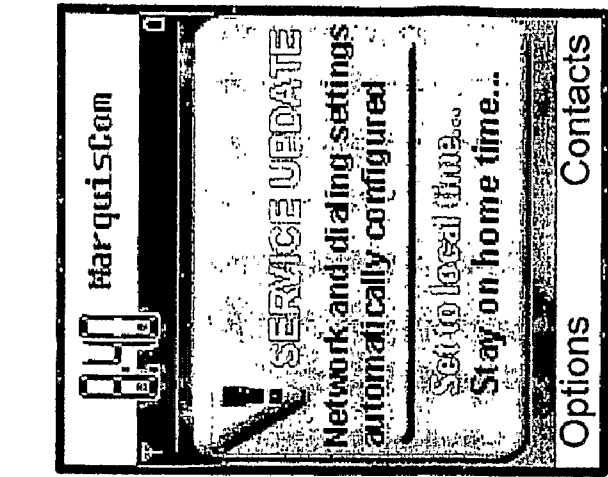 MarquisCom
SERVICE UPDATE
Network and dialing settings
automatically configured
Set to local time...
Stay on home time...
Options Contacts